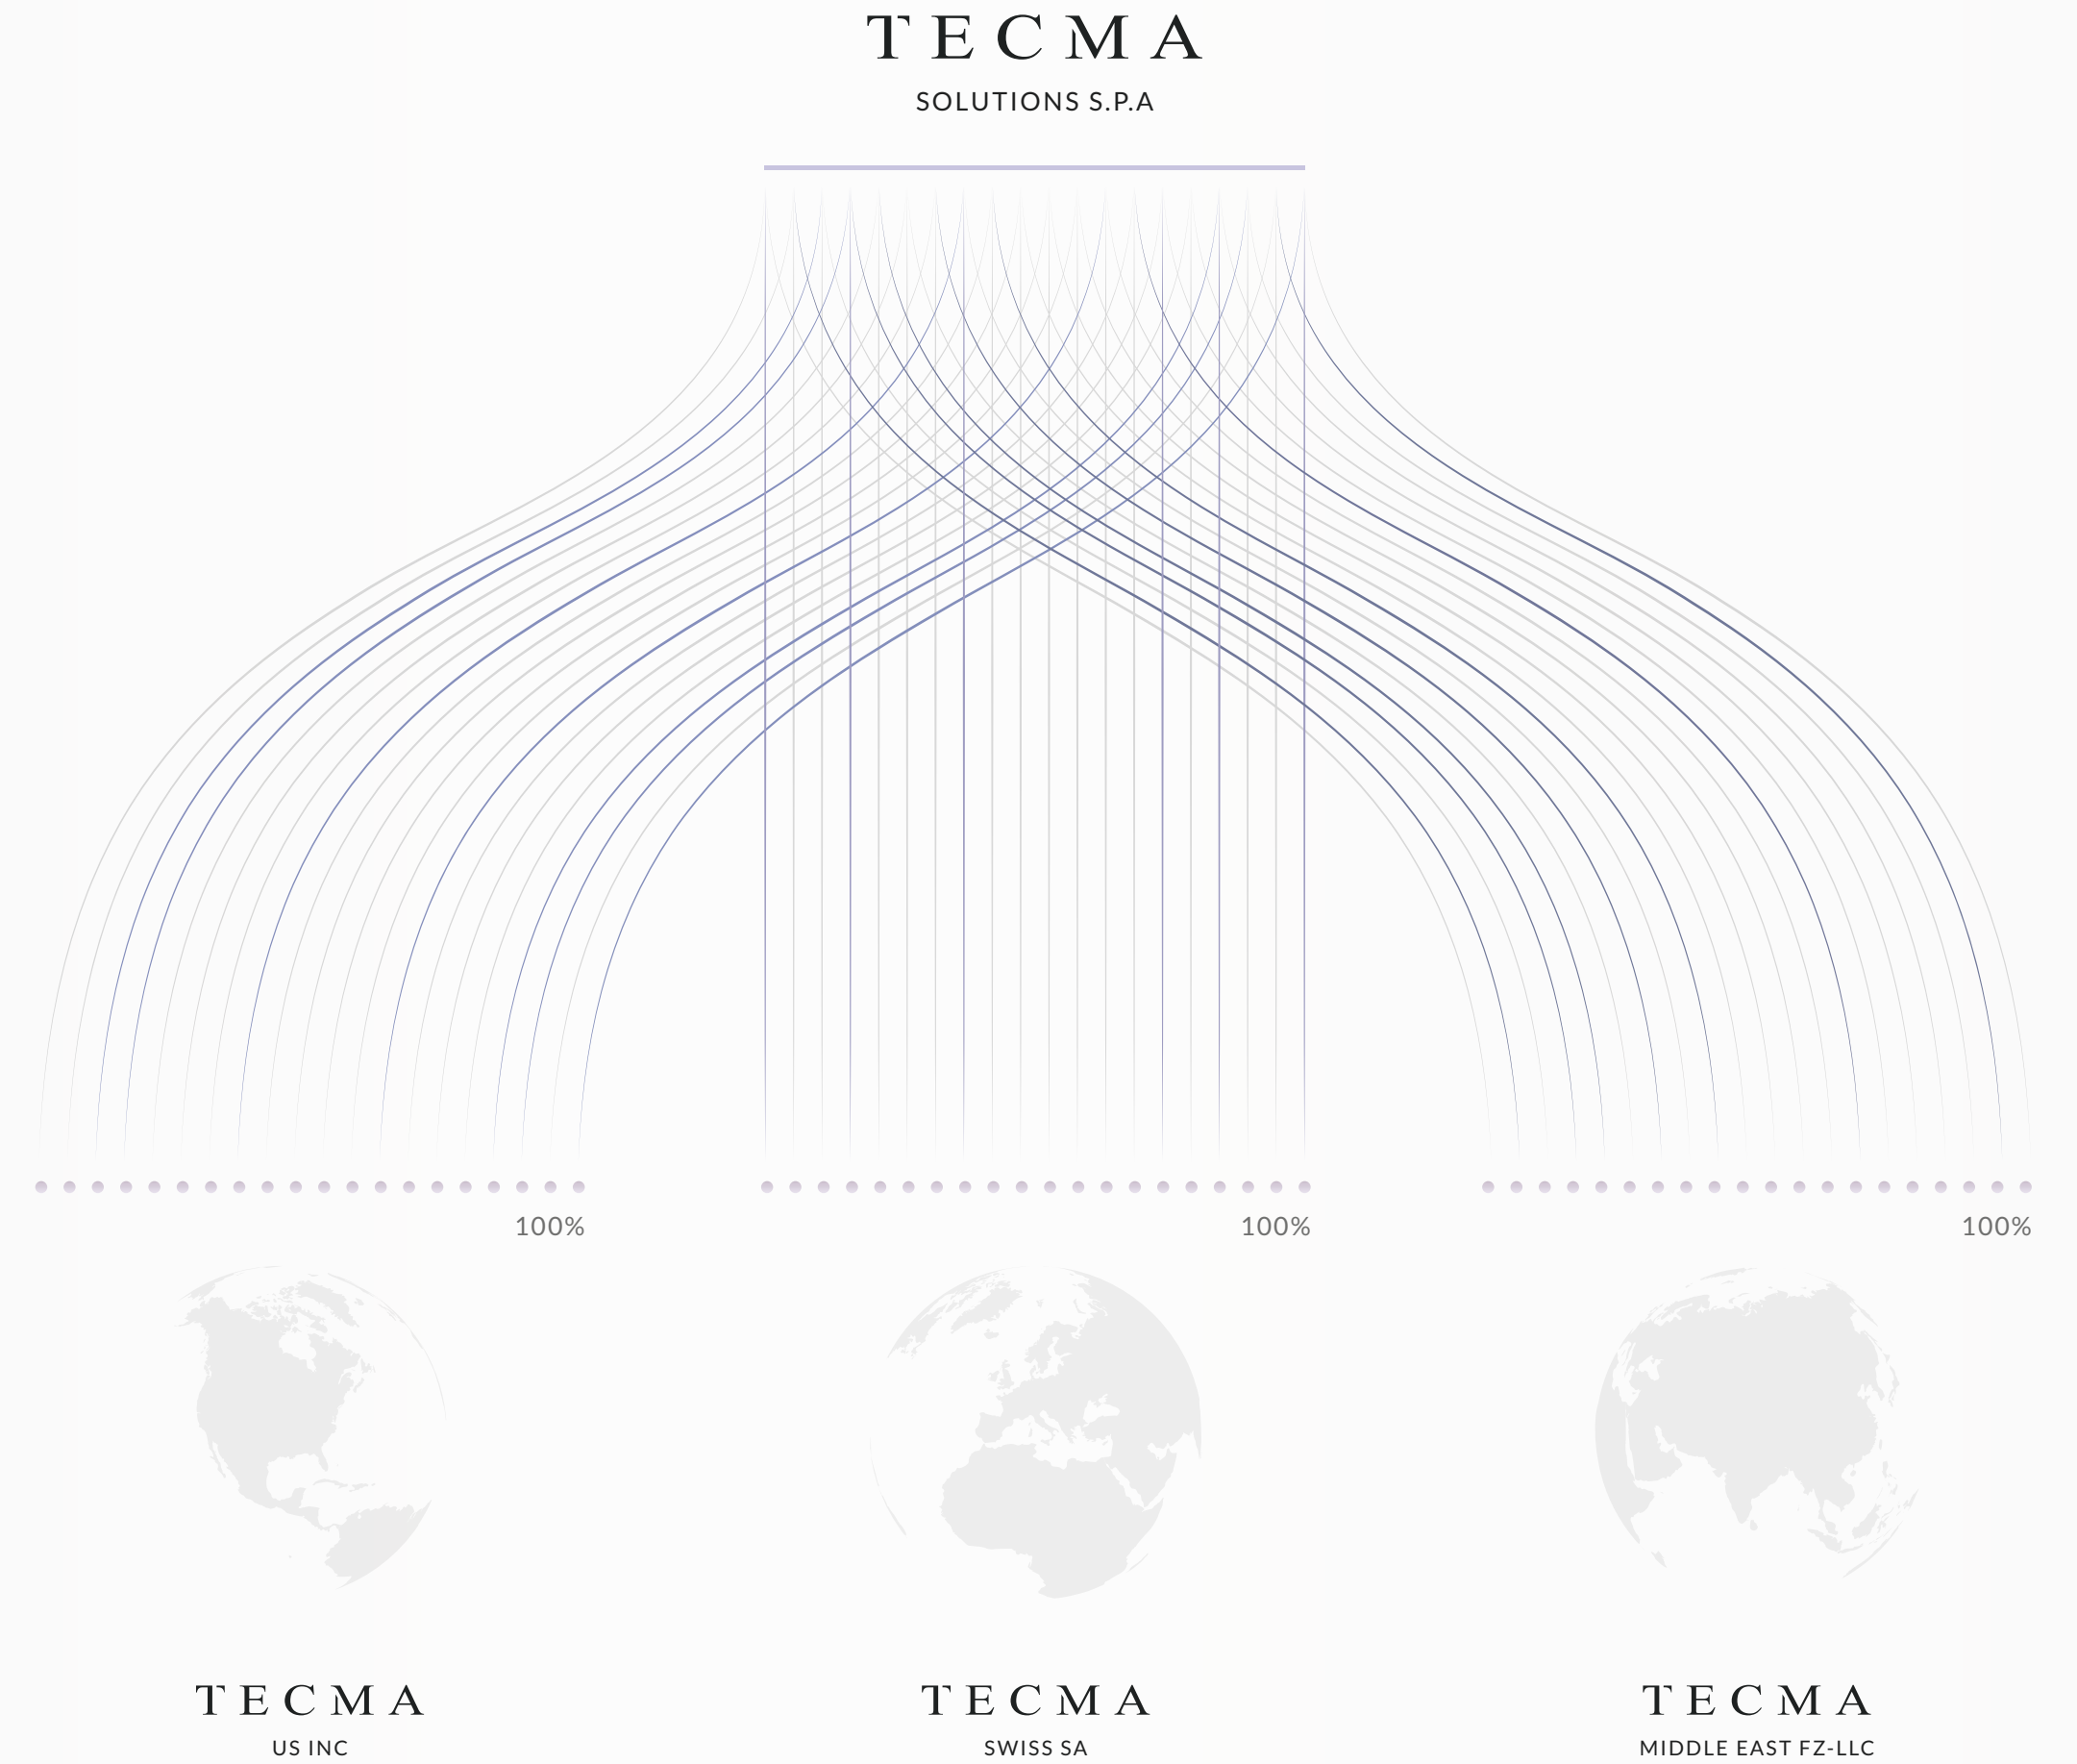 TECMA
SOLUTIONS S.P.A
100%
100%
100%
TECMA
US INC
TECMA
SWISS SA
TECMA
MIDDLE EAST FZ-LLC